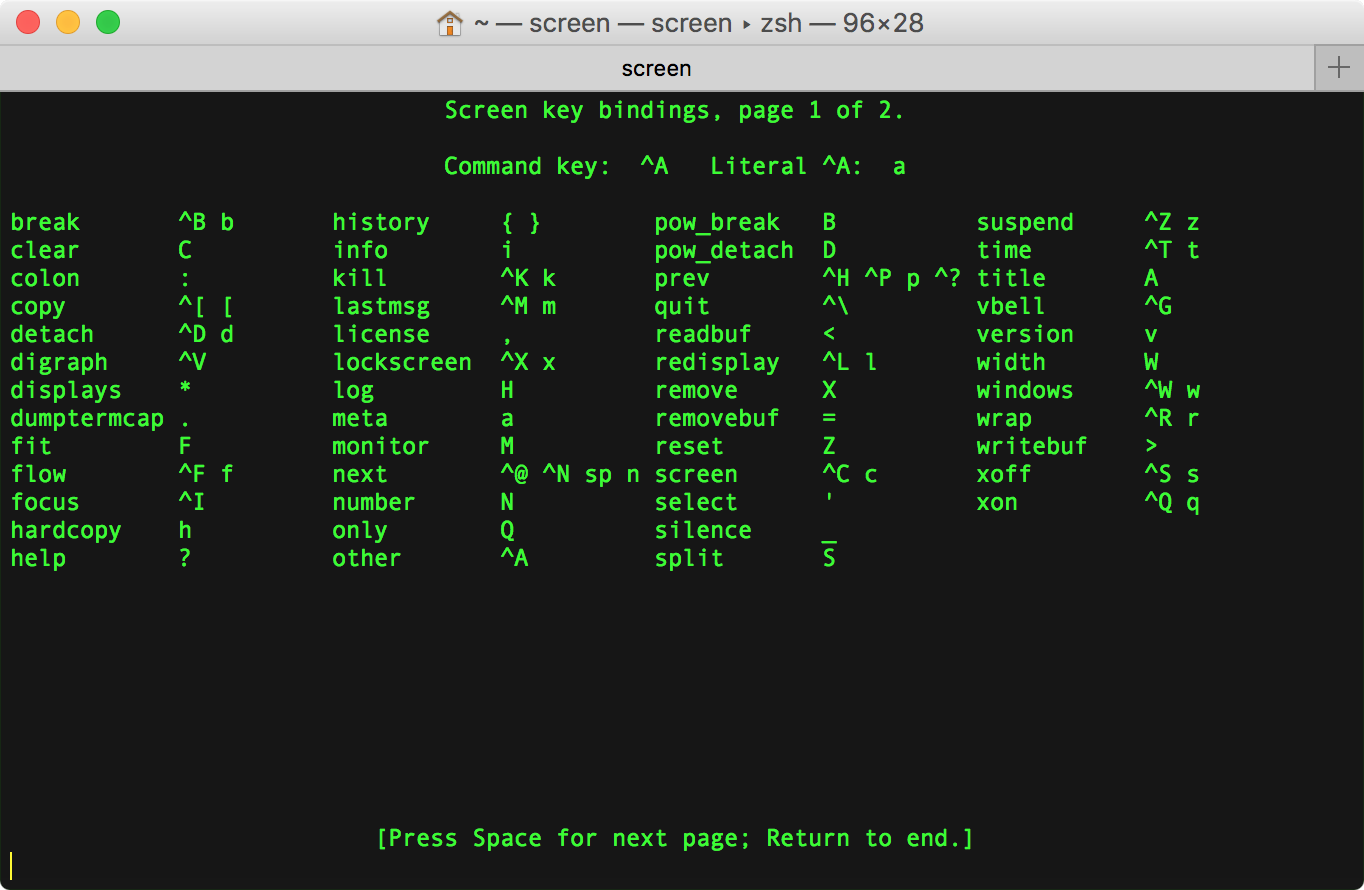 ~ — screen — screen ▸ zsh — 96×28
screen
Screen key bindings, page 1 of 2.
Command key:  ^A   Literal ^A:  a
break       ^B b       history     { }        pow_break   B          suspend     ^Z z
clear       C          info        i          pow_detach  D          time        ^T t
colon       :          kill        ^K k       prev        ^H ^P p ^? title       A
copy        ^[ [       lastmsg     ^M m       quit        ^\         vbell       ^G
detach      ^D d       license     ,          readbuf     <          version     v
digraph     ^V         lockscreen  ^X x       redisplay   ^L l       width       W
displays    *          log         H          remove      X          windows     ^W w
dumptermcap .          meta        a          removebuf   =          wrap        ^R r
fit         F          monitor     M          reset       Z          writebuf    >
flow        ^F f       next        ^@ ^N sp n screen      ^C c       xoff        ^S s
focus       ^I         number      N          select      '          xon         ^Q q
hardcopy    h          only        Q          silence     _
help        ?          other       ^A         split       S
[Press Space for next page; Return to end.]